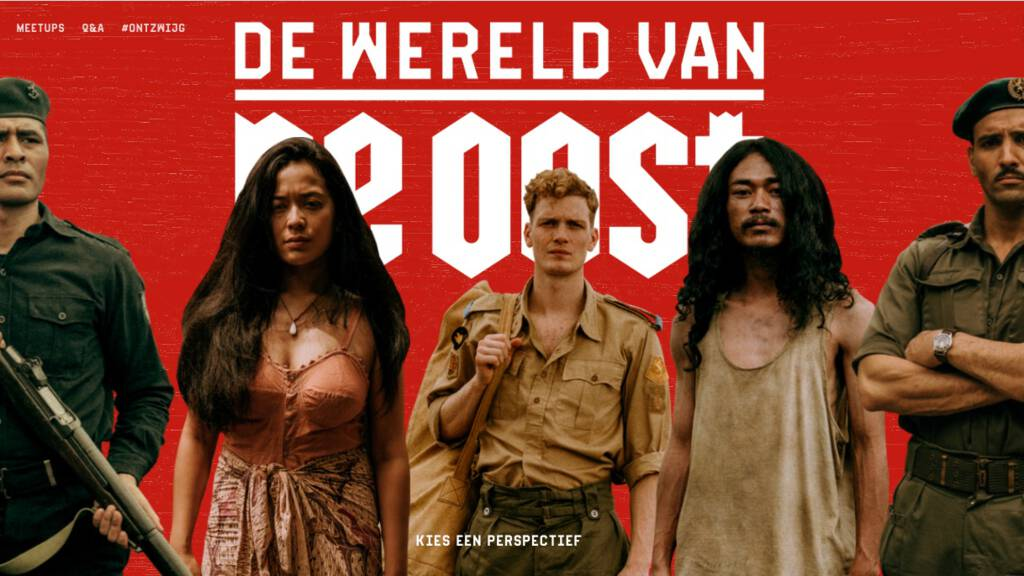 MEETUPS Q&A #ONTZWIJG
DE WERELD VAN
De OOST
KIES EEN PERSPECTIEF